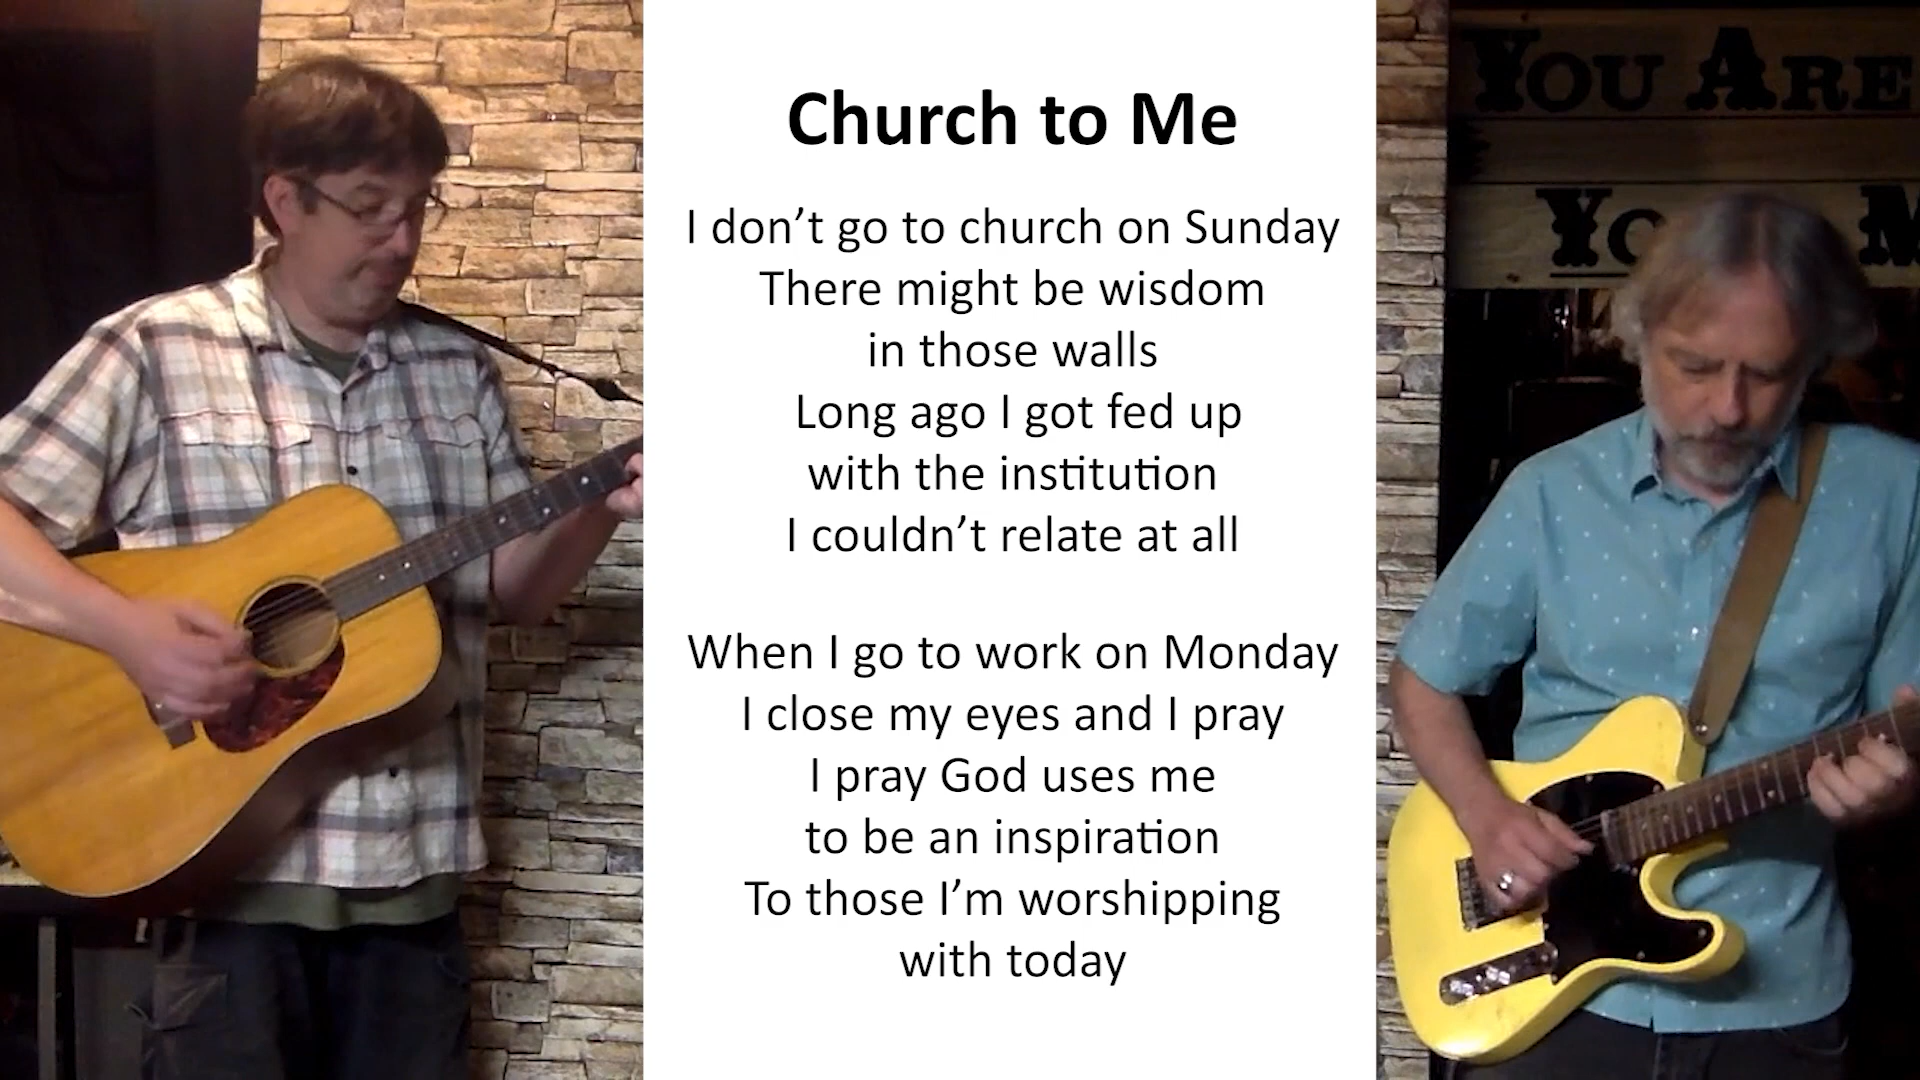 Church to Me
I don’t go to church on Sunday
There might be wisdom
in those walls
Long ago I got fed up
with the institution
I couldn’t relate at all
When I go to work on Monday
I close my eyes and I pray
I pray God uses me
to be an inspiration
To those I’m worshipping
with today
YOU ARE